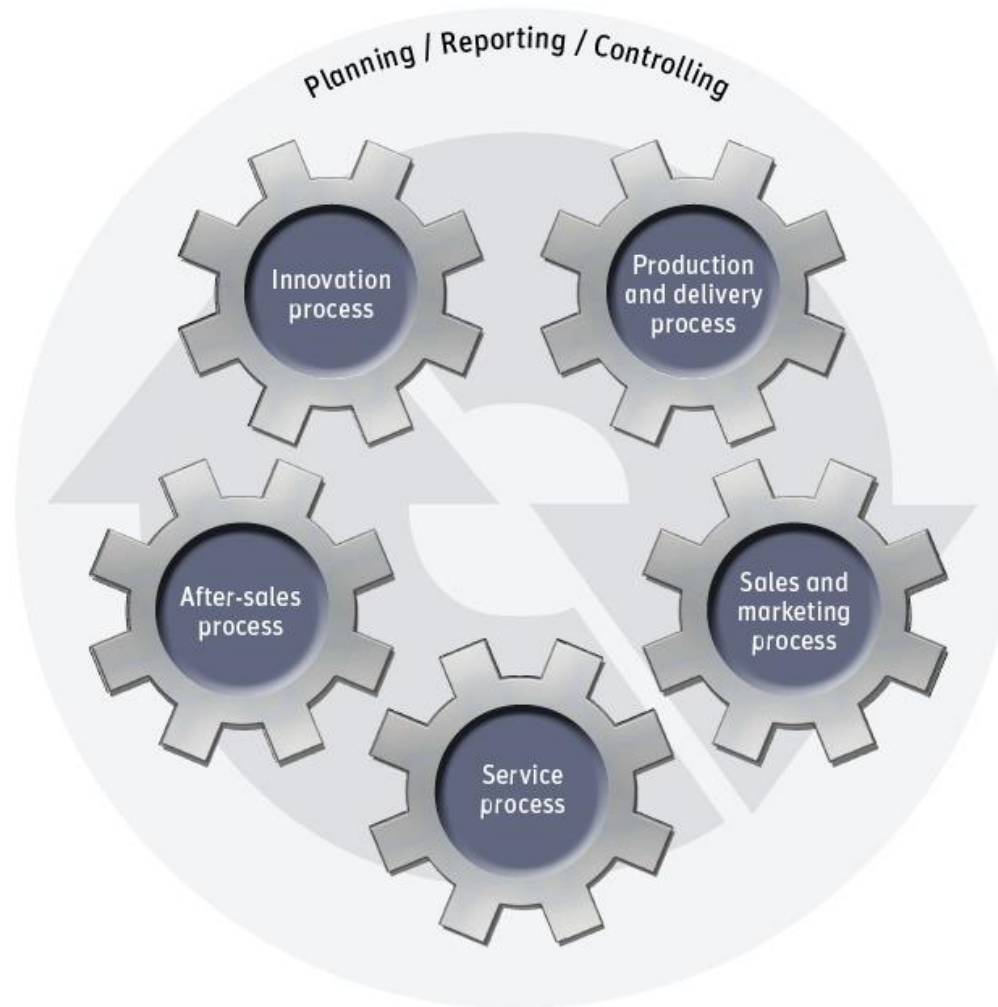 Planning / Reporting / Controlling
Innovation
process
Production
and delivery
process
After-sales
process
Sales and
marketing
process
Service
process